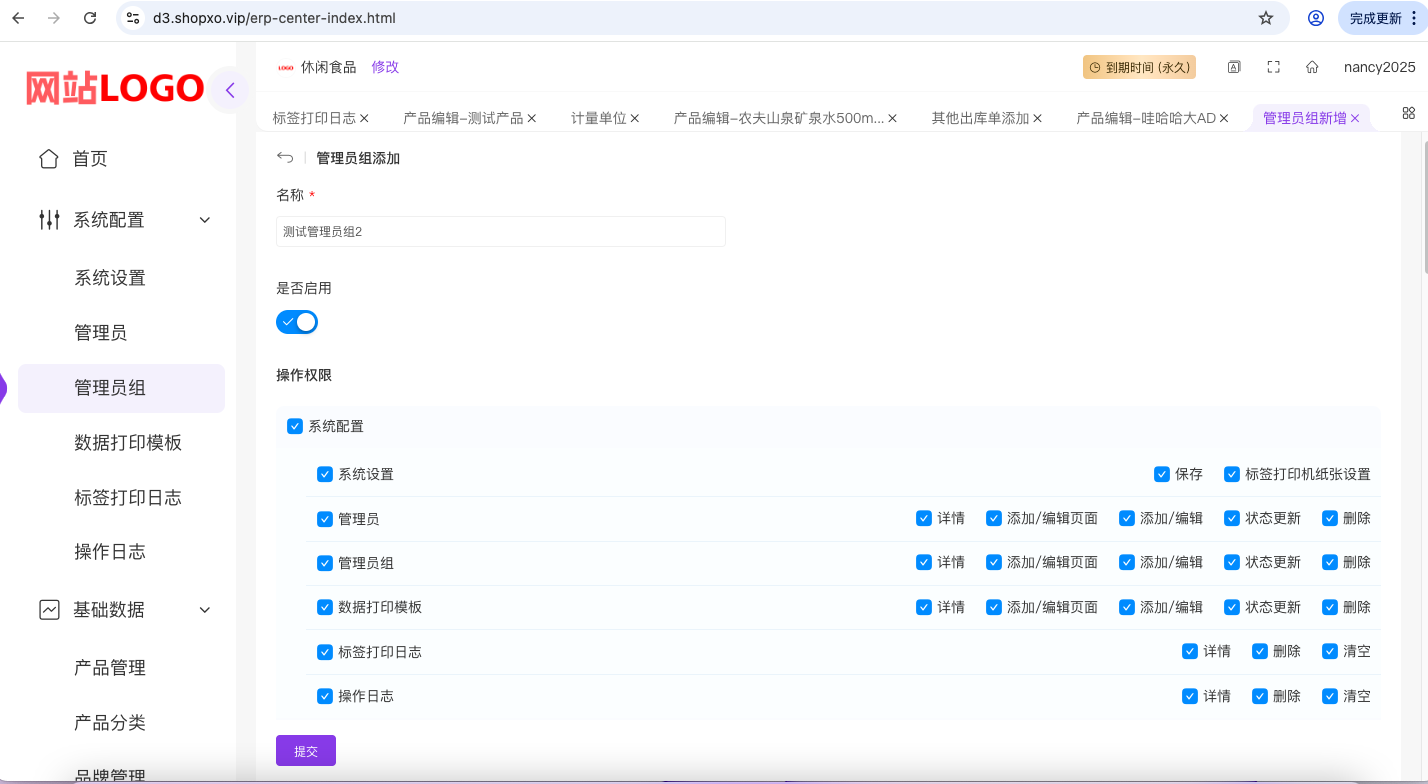 d3.shopxo.vip/erp-center-index.html
完成更新
网站LOGO
LOGO 休闲食品 修改
到期时间 (永久)
nancy2025
标签打印日志 产品编辑-测试产品 计量单位 产品编辑-农夫山泉矿泉水500m... 其他出库单添加 产品编辑-哇哈哈大AD 管理员组新增
首页
系统配置
系统设置
管理员
管理员组
数据打印模板
标签打印日志
操作日志
基础数据
产品管理
产品分类
品牌管理
管理员组添加
名称 *
测试管理员组2
是否启用
操作权限
系统配置
系统设置 保存 标签打印机纸张设置
管理员 详情 添加/编辑页面 添加/编辑 状态更新 删除
管理员组 详情 添加/编辑页面 添加/编辑 状态更新 删除
数据打印模板 详情 添加/编辑页面 添加/编辑 状态更新 删除
标签打印日志 详情 删除 清空
操作日志 详情 删除 清空
提交